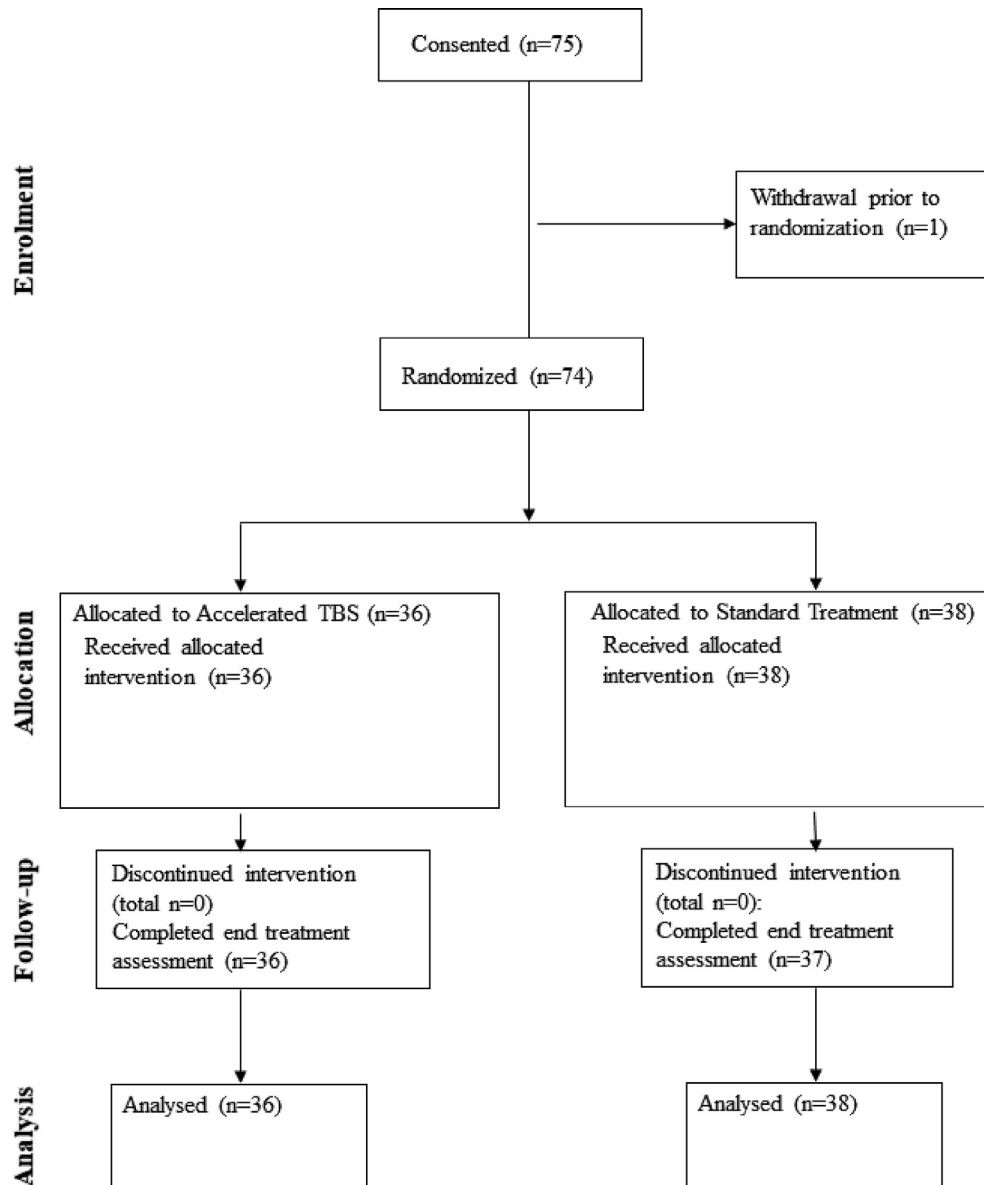 Consented (n=75)
Enrolment
Withdrawal prior to
randomization (n=1)
Randomized (n=74)
Allocation
Allocated to Accelerated TBS (n=36)
Received allocated
intervention (n=36)
Allocated to Standard Treatment (n=38)
Received allocated
intervention (n=38)
Follow-up
Discontinued intervention
(total n=0)
Completed end treatment
assessment (n=36)
Discontinued intervention
(total n=0):
Completed end treatment
assessment (n=37)
Analysis
Analysed (n=36)
Analysed (n=38)